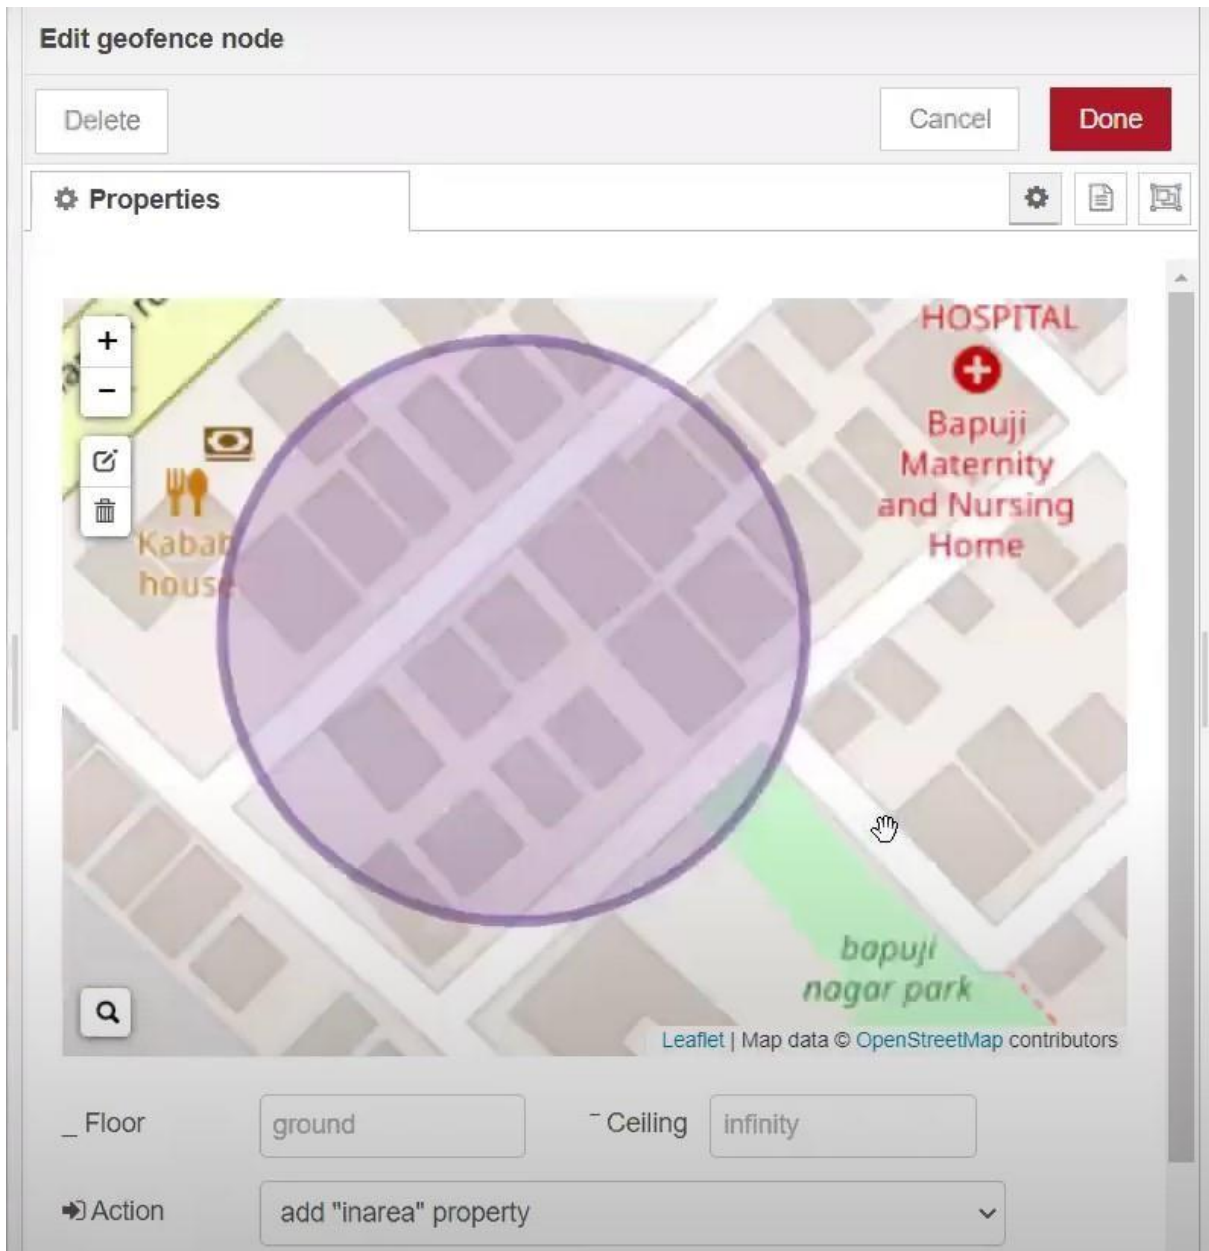 Edit geofence node
Delete
Cancel
Done
Properties
+
−
HOSPITAL
Bapuji
Maternity
and Nursing
Home
Kabab
house
bapuji
nagar park
Leaflet | Map data © OpenStreetMap contributors
_ Floor
ground
‾ Ceiling
infinity
Action
add "inarea" property